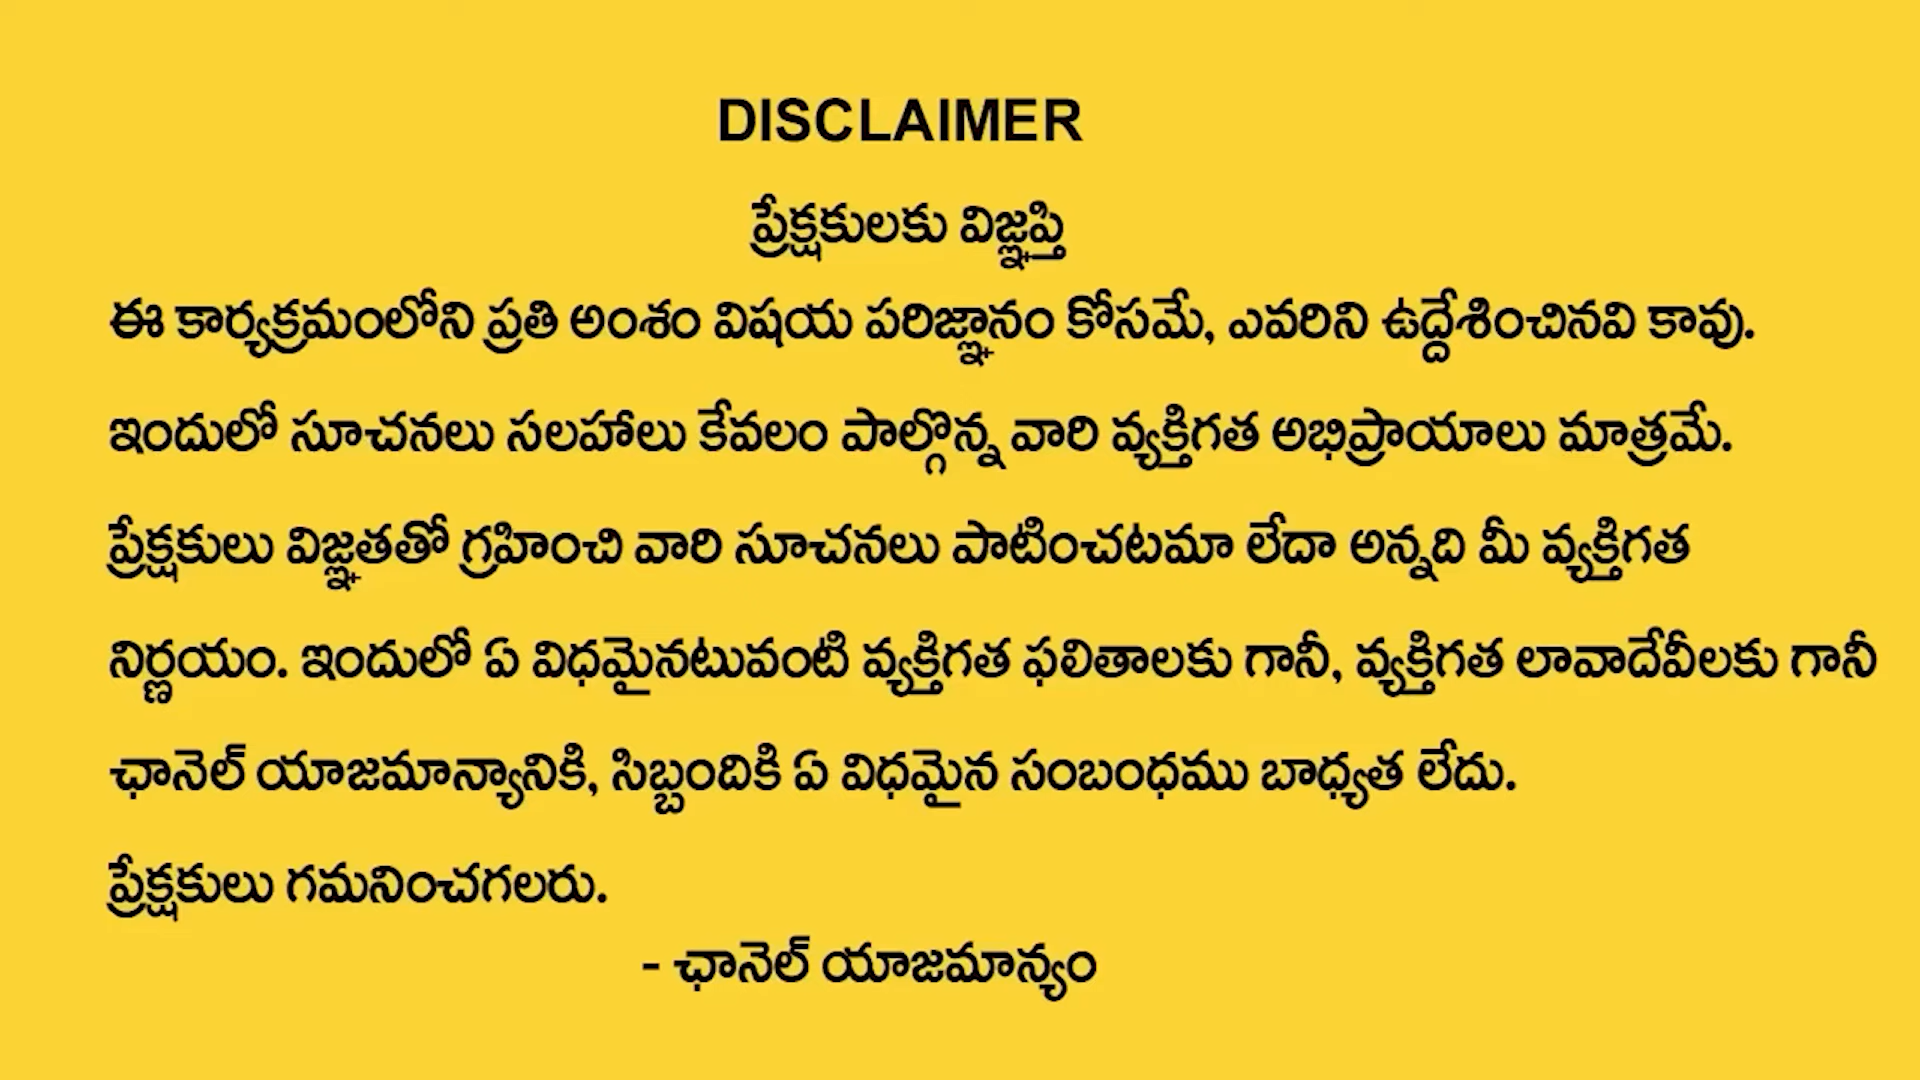 DISCLAIMER
ప్రేక్షకులకు విజ్ఞప్తి
ఈ కార్యక్రమంలోని ప్రతి అంశం విషయ పరిజ్ఞానం కోసమే, ఎవరిని ఉద్దేశించినవి కావు.
ఇందులో సూచనలు సలహాలు కేవలం పాల్గొన్న వారి వ్యక్తిగత అభిప్రాయాలు మాత్రమే.
ప్రేక్షకులు విజ్ఞతతో గ్రహించి వారి సూచనలు పాటించటమా లేదా అన్నది మీ వ్యక్తిగత
నిర్ణయం. ఇందులో ఏ విధమైనటువంటి వ్యక్తిగత ఫలితాలకు గానీ, వ్యక్తిగత లావాదేవీలకు గానీ
ఛానెల్ యాజమాన్యానికి, సిబ్బందికి ఏ విధమైన సంబంధము బాధ్యత లేదు.
ప్రేక్షకులు గమనించగలరు.
- ఛానెల్ యాజమాన్యం